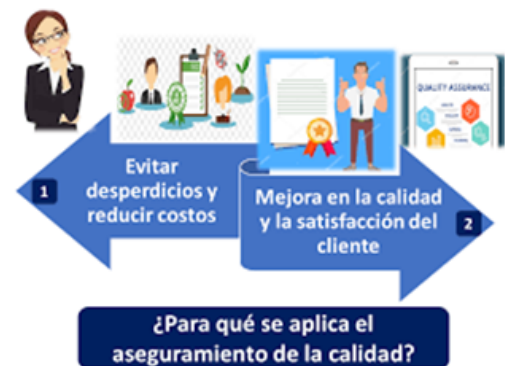 QUALITY ASSURANCE
1
Evitar
desperdicios y
reducir costos
Mejora en la calidad
y la satisfacción del
cliente
2
¿Para qué se aplica el
aseguramiento de la calidad?